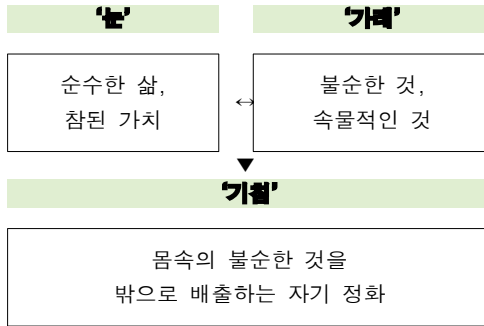 ‘눈’ ‘가래’
순수한 삶, 불순한 것,
참된 가치 ↔ 속물적인 것
▼
‘기침’
몸속의 불순한 것을
밖으로 배출하는 자기 정화